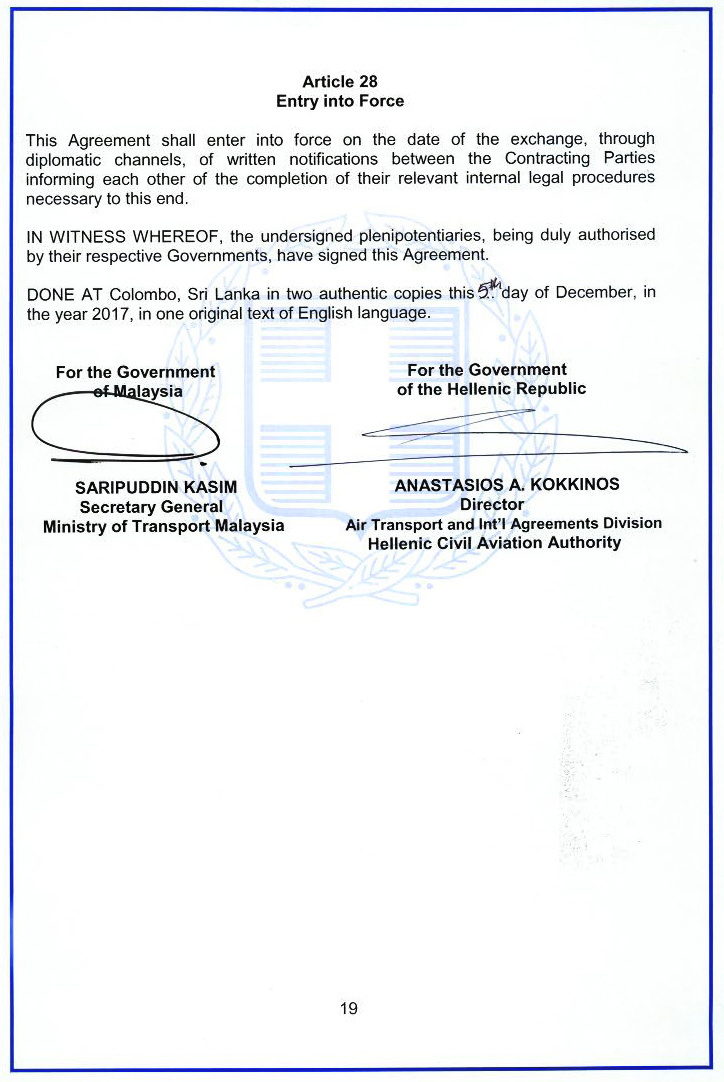 Article 28
Entry into Force
This Agreement shall enter into force on the date of the exchange, through
diplomatic channels, of written notifications between the Contracting Parties
informing each other of the completion of their relevant internal legal procedures
necessary to this end.
IN WITNESS WHEREOF, the undersigned plenipotentiaries, being duly authorised
by their respective Governments, have signed this Agreement.
DONE AT Colombo, Sri Lanka in two authentic copies this 5th day of December, in
the year 2017, in one original text of English language.
For the Government
of Malaysia
SARIPUDDIN KASIM
Secretary General
Ministry of Transport Malaysia
For the Government
of the Hellenic Republic
ANASTASIOS A. KOKKINOS
Director
Air Transport and Int'l Agreements Division
Hellenic Civil Aviation Authority
19